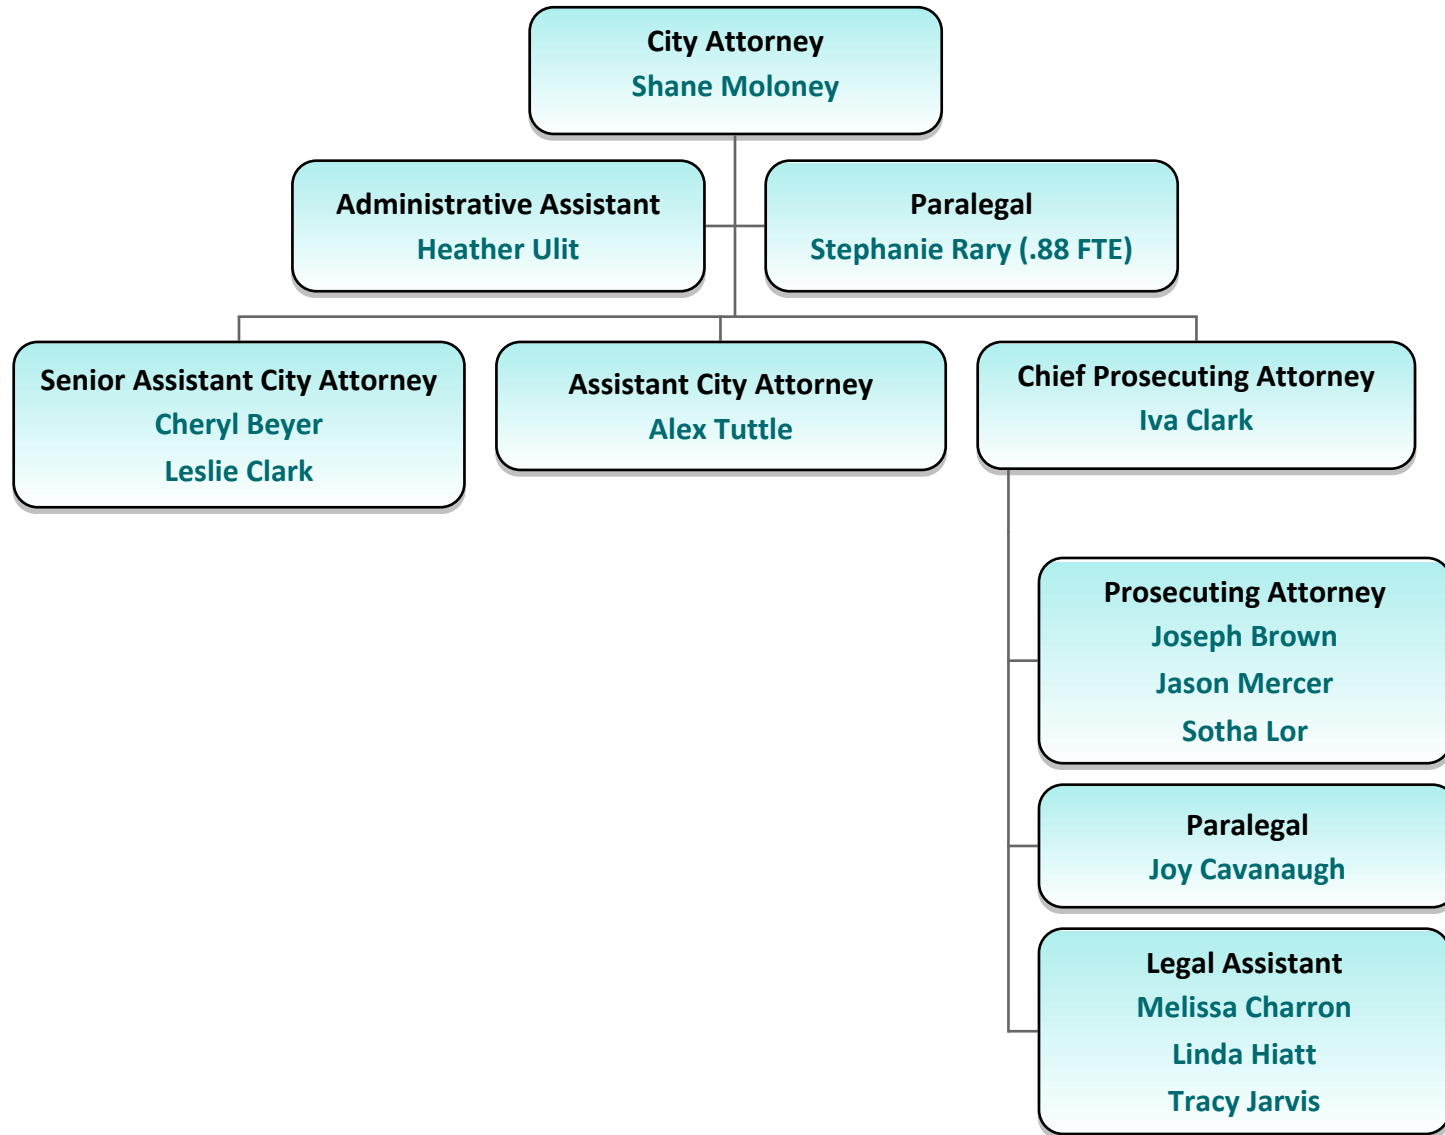 City Attorney
Shane Moloney
Administrative Assistant
Heather Ulit
Paralegal
Stephanie Rary (.88 FTE)
Senior Assistant City Attorney
Cheryl Beyer
Leslie Clark
Assistant City Attorney
Alex Tuttle
Chief Prosecuting Attorney
Iva Clark
Prosecuting Attorney
Joseph Brown
Jason Mercer
Sotha Lor
Paralegal
Joy Cavanaugh
Legal Assistant
Melissa Charron
Linda Hiatt
Tracy Jarvis